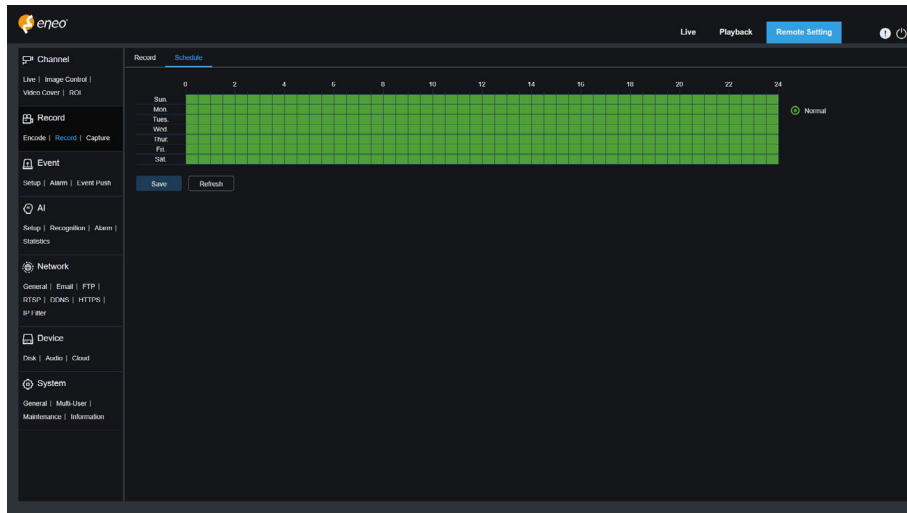 eneo
Live Playback Remote Setting
Channel
Live | Image Control |
Video Cover | ROI
Record
Encode | Record | Capture
Event
Setup | Alarm | Event Push
AI
Setup | Recognition | Alarm |
Statistics
Network
General | Email | FTP |
RTSP | DDNS | HTTPS |
IP Filter
Device
Disk | Audio | Cloud
System
General | Multi-User |
Maintenance | Information
Record Schedule
0 2 4 6 8 10 12 14 16 18 20 22 24
Sun.
Mon.
Tues.
Wed.
Thur.
Fri.
Sat.
Normal
Save Refresh